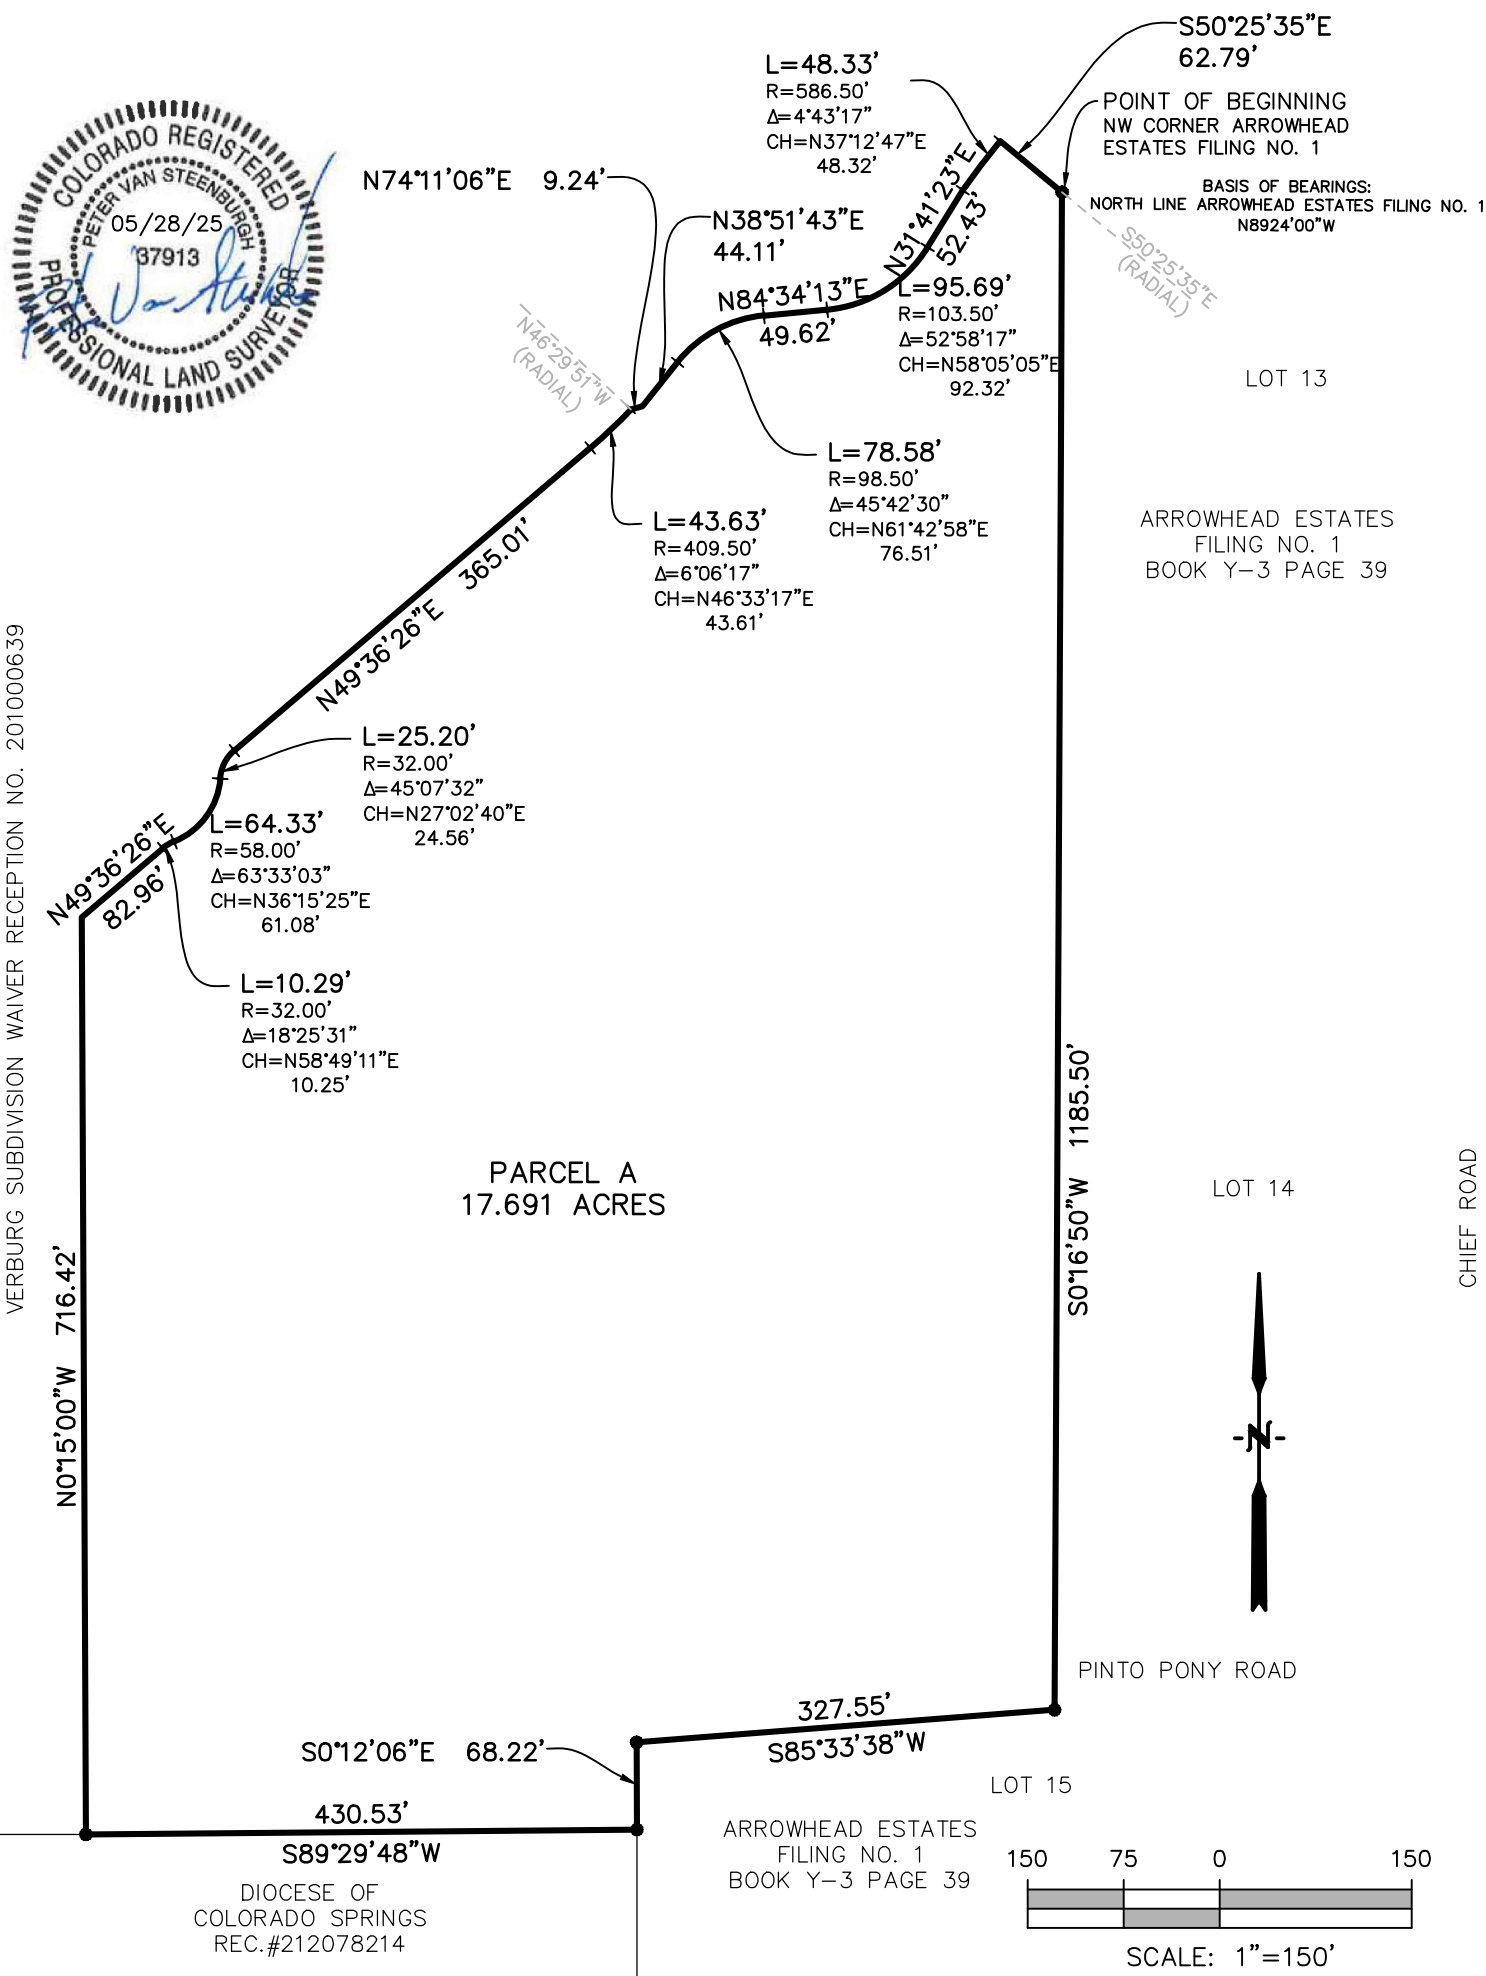 S50°25'35"E
62.79'
L=48.33'
R=586.50'
Δ=4°43'17"
CH=N37°12'47"E
48.32'
POINT OF BEGINNING
NW CORNER ARROWHEAD
ESTATES FILING NO. 1
BASIS OF BEARINGS:
NORTH LINE ARROWHEAD ESTATES FILING NO. 1
N8924'00"W
COLORADO REGISTERED
PETER VAN STEENBURGH
05/28/25
37913
PROFESSIONAL LAND SURVEYOR
N74°11'06"E 9.24'
N38°51'43"E
44.11'
N31°41'23"E
52.43'
S50°25'35"E
(RADIAL)
N84°34'13"E
49.62'
L=95.69'
R=103.50'
Δ=52°58'17"
CH=N58°05'05"E
92.32'
N46°29'51"W
(RADIAL)
LOT 13
L=78.58'
R=98.50'
Δ=45°42'30"
CH=N61°42'58"E
76.51'
L=43.63'
R=409.50'
Δ=6°06'17"
CH=N46°33'17"E
43.61'
ARROWHEAD ESTATES
FILING NO. 1
BOOK Y-3 PAGE 39
N49°36'26"E 365.01'
VERBURG SUBDIVISION WAIVER RECEPTION NO. 201000639
L=25.20'
R=32.00'
Δ=45°07'32"
CH=N27°02'40"E
24.56'
N49°36'26"E
82.96'
L=64.33'
R=58.00'
Δ=63°33'03"
CH=N36°15'25"E
61.08'
L=10.29'
R=32.00'
Δ=18°25'31"
CH=N58°49'11"E
10.25'
PARCEL A
17.691 ACRES
S0°16'50"W 1185.50'
LOT 14
CHIEF ROAD
N0°15'00"W 716.42'
-N-
PINTO PONY ROAD
327.55'
S85°33'38"W
S0°12'06"E 68.22'
LOT 15
430.53'
S89°29'48"W
ARROWHEAD ESTATES
FILING NO. 1
BOOK Y-3 PAGE 39
DIOCESE OF
COLORADO SPRINGS
REC.#212078214
150 75 0 150
SCALE: 1"=150'